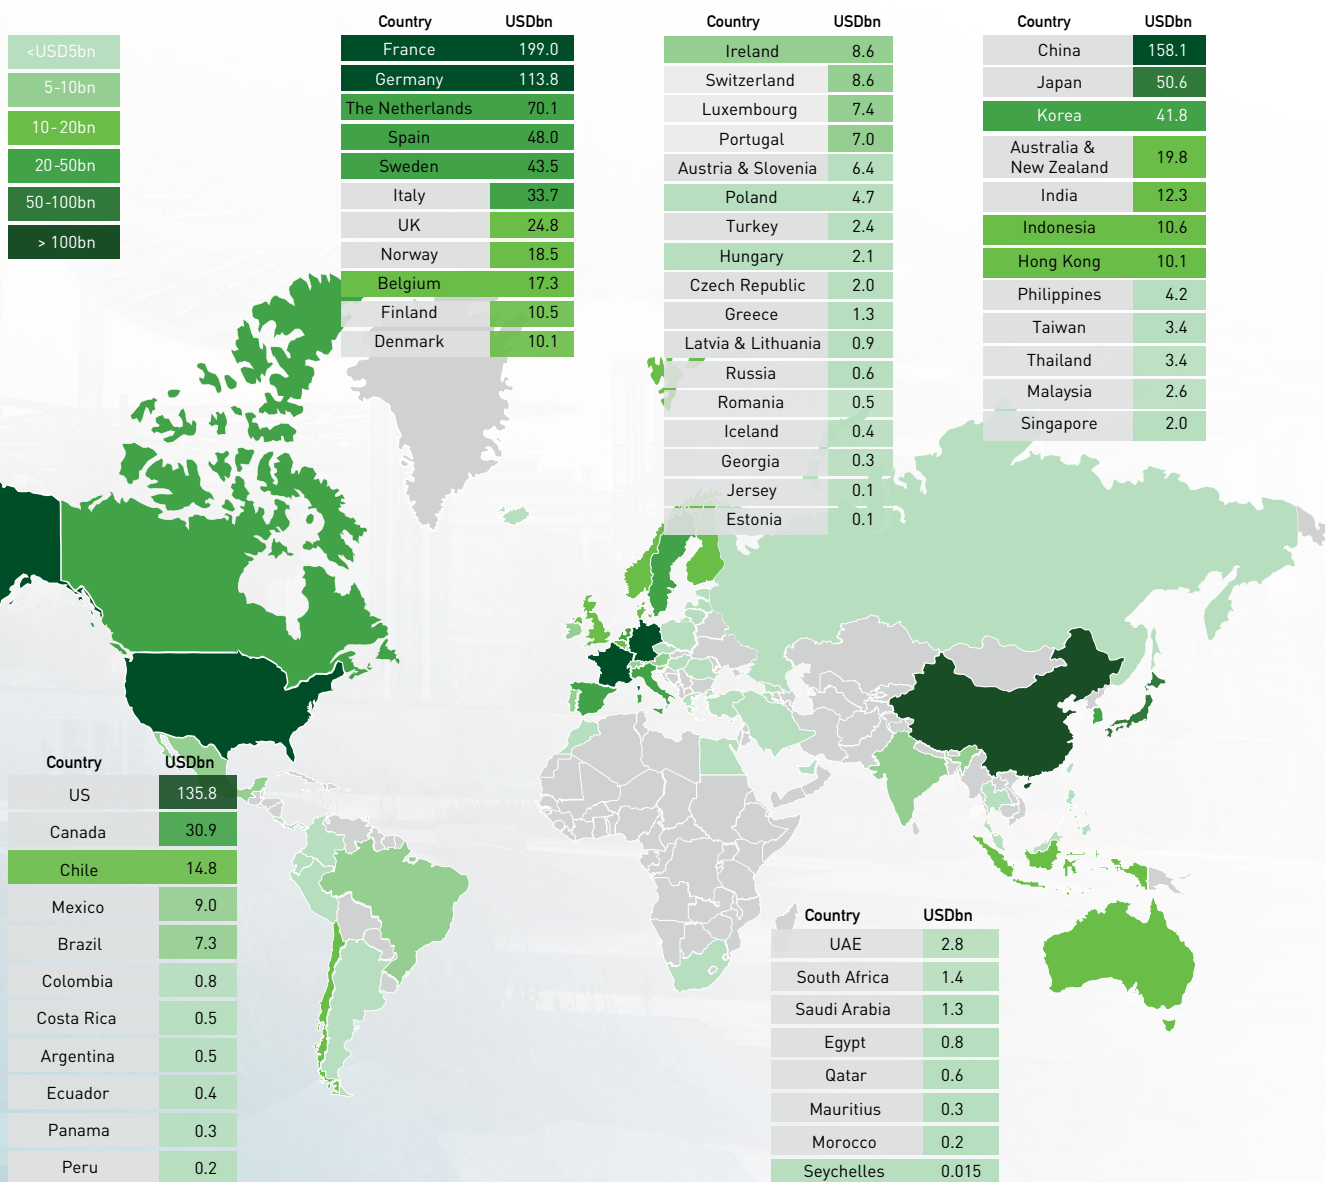 <USD5bn
5-10bn
10-20bn
20-50bn
50-100bn
> 100bn
Country USDbn
France 199.0
Germany 113.8
The Netherlands 70.1
Spain 48.0
Sweden 43.5
Italy 33.7
UK 24.8
Norway 18.5
Belgium 17.3
Finland 10.5
Denmark 10.1
Country USDbn
Ireland 8.6
Switzerland 8.6
Luxembourg 7.4
Portugal 7.0
Austria & Slovenia 6.4
Poland 4.7
Turkey 2.4
Hungary 2.1
Czech Republic 2.0
Greece 1.3
Latvia & Lithuania 0.9
Russia 0.6
Romania 0.5
Iceland 0.4
Georgia 0.3
Jersey 0.1
Estonia 0.1
Country USDbn
China 158.1
Japan 50.6
Korea 41.8
Australia &
New Zealand 19.8
India 12.3
Indonesia 10.6
Hong Kong 10.1
Philippines 4.2
Taiwan 3.4
Thailand 3.4
Malaysia 2.6
Singapore 2.0
Country USDbn
US 135.8
Canada 30.9
Chile 14.8
Mexico 9.0
Brazil 7.3
Colombia 0.8
Costa Rica 0.5
Argentina 0.5
Ecuador 0.4
Panama 0.3
Peru 0.2
Country USDbn
UAE 2.8
South Africa 1.4
Saudi Arabia 1.3
Egypt 0.8
Qatar 0.6
Mauritius 0.3
Morocco 0.2
Seychelles 0.015